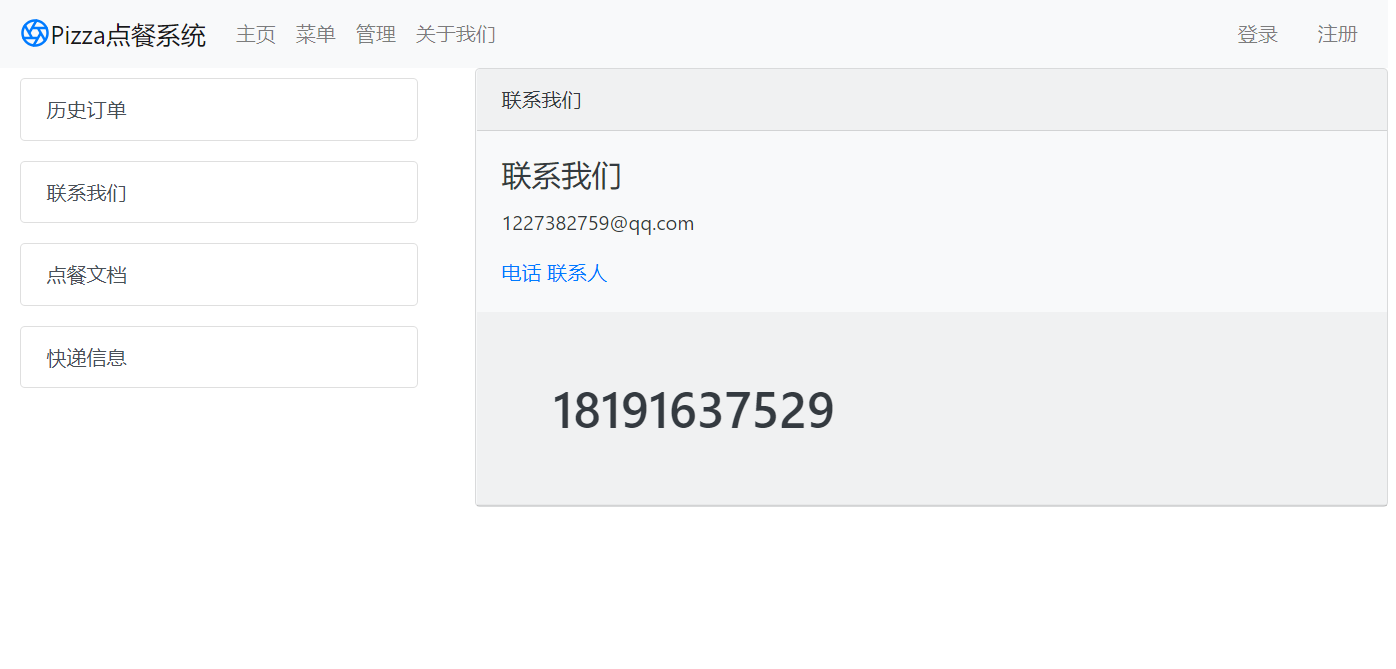 Pizza点餐系统 主页 菜单 管理 关于我们 登录 注册
历史订单
联系我们
点餐文档
快递信息
联系我们
联系我们
1227382759@qq.com
电话 联系人
18191637529